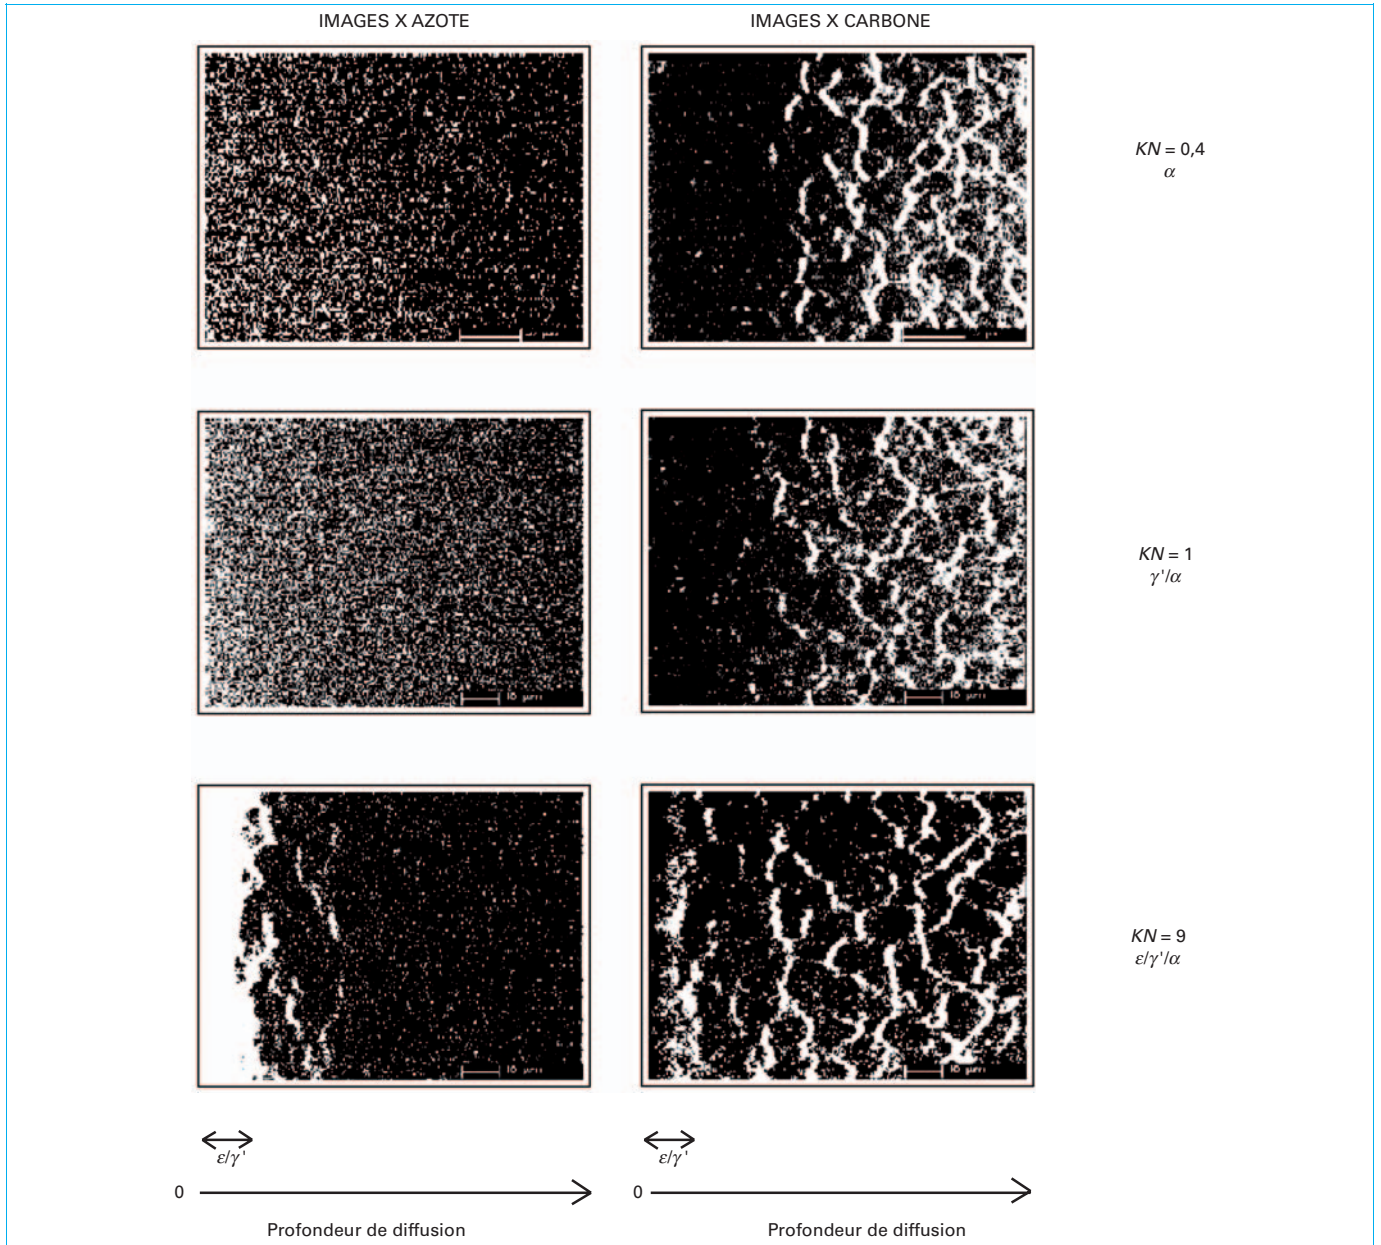 IMAGES X AZOTE
IMAGES X CARBONE
KN = 0,4
α
KN = 1
γ'/α
KN = 9
ε/γ'/α
ε/γ'
ε/γ'
0
0
Profondeur de diffusion
Profondeur de diffusion